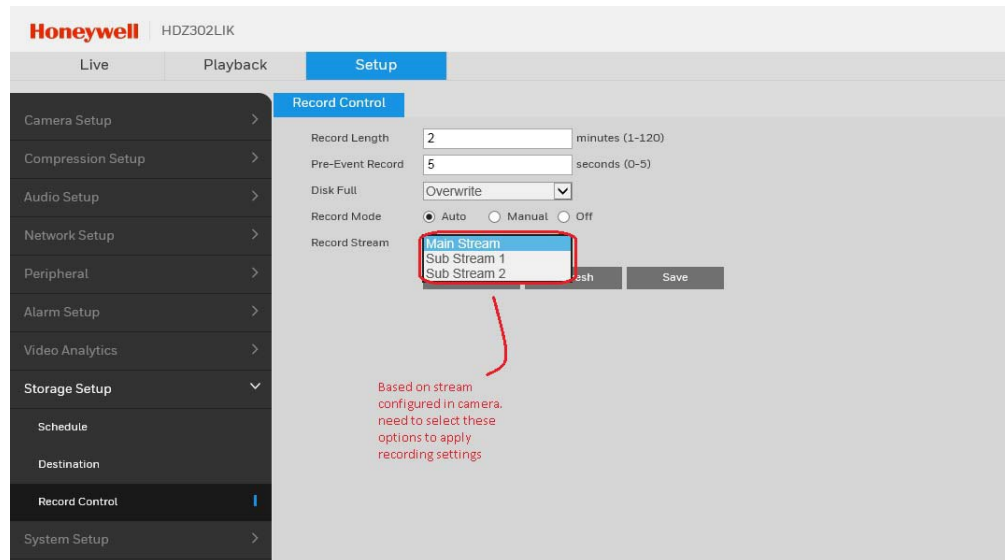 Honeywell HDZ302LIK
Live Playback Setup
Camera Setup
Compression Setup
Audio Setup
Network Setup
Peripheral
Alarm Setup
Video Analytics
Storage Setup
Schedule
Destination
Record Control
System Setup
Record Control
Record Length 2 minutes (1-120)
Pre-Event Record 5 seconds (0-5)
Disk Full Overwrite
Record Mode Auto Manual Off
Record Stream Main Stream
Sub Stream 1
Sub Stream 2
Save
Based on stream
configured in camera,
need to select these
options to apply
recording settings